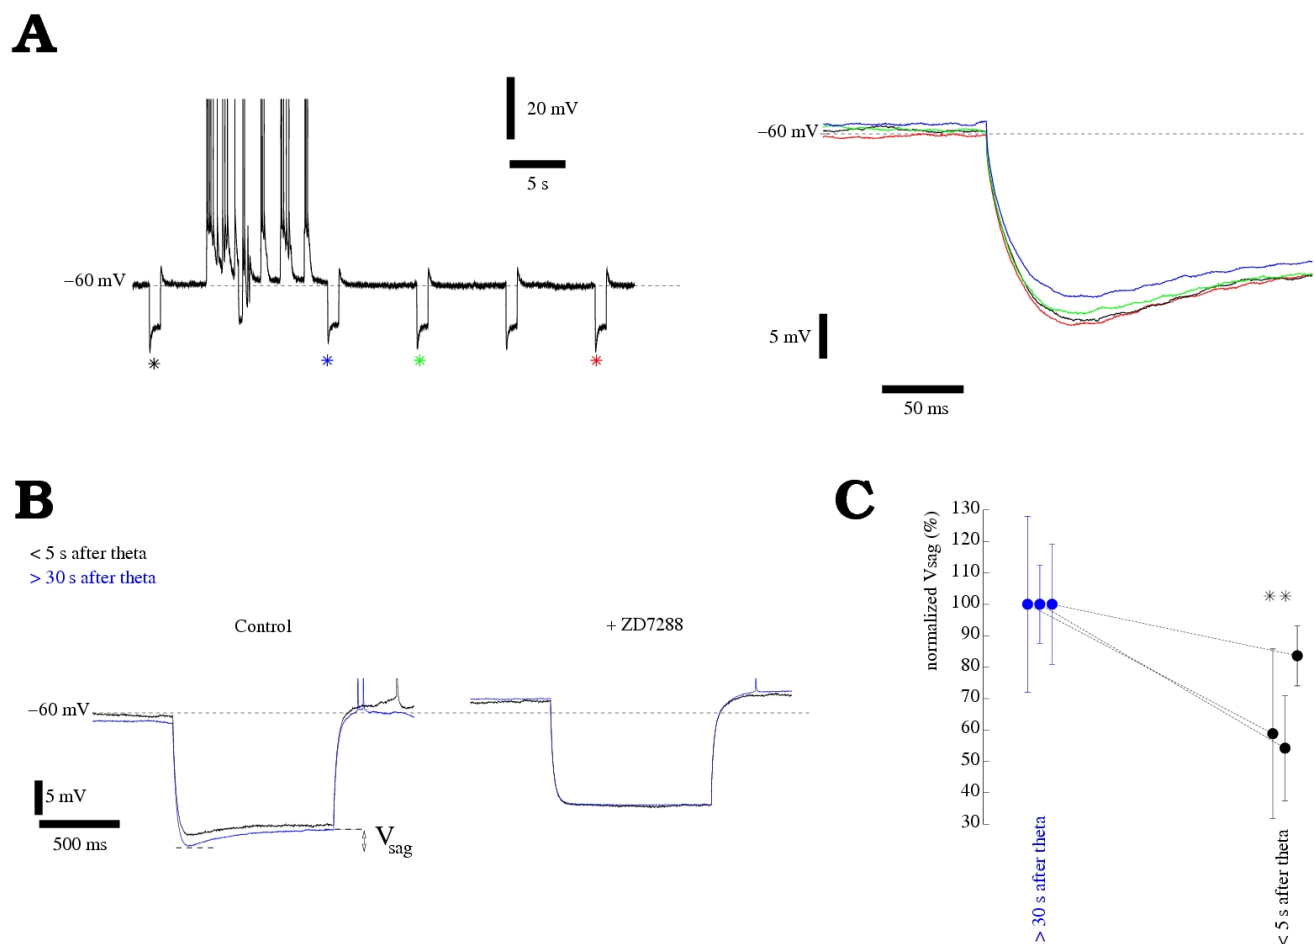 A
20 mV
5 s
−60 mV
* * * *
−60 mV
5 mV
50 ms
B
< 5 s after theta
> 30 s after theta
Control
+ ZD7288
−60 mV
5 mV
500 ms
Vsag
C
normalized Vsag (%)
130
120
110
100
90
80
70
60
50
40
30
**
> 30 s after theta
< 5 s after theta